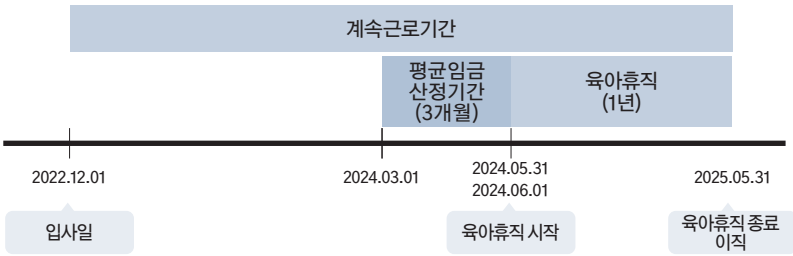 계속근로기간
평균임금
산정기간
(3개월)
육아휴직
(1년)
2022.12.01
2024.03.01
2024.05.31
2024.06.01
2025.05.31
입사일
육아휴직 시작
육아휴직 종료
이직